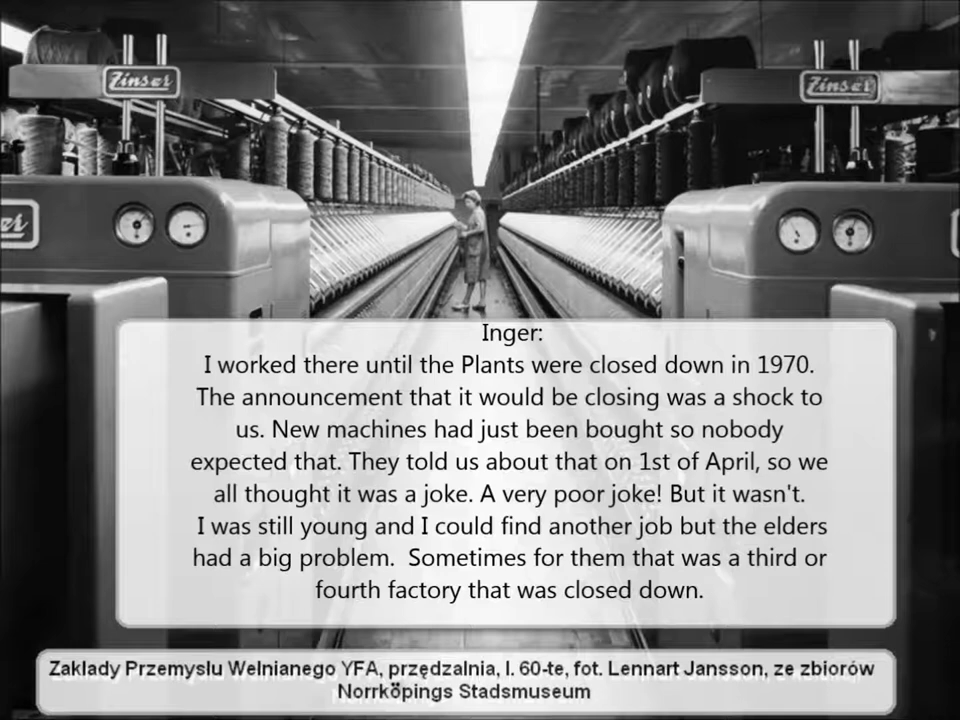 Zinser
Zinser
Inger:
I worked there until the Plants were closed down in 1970.
The announcement that it would be closing was a shock to
us. New machines had just been bought so nobody
expected that. They told us about that on 1st of April, so we
all thought it was a joke. A very poor joke! But it wasn't.
I was still young and I could find another job but the elders
had a big problem.  Sometimes for them that was a third or
fourth factory that was closed down.
Zaklady Przemyslu Welnianego YFA, przędzalnia, l. 60-te, fot. Lennart Jansson, ze zbiorów
Norrköpings Stadsmuseum